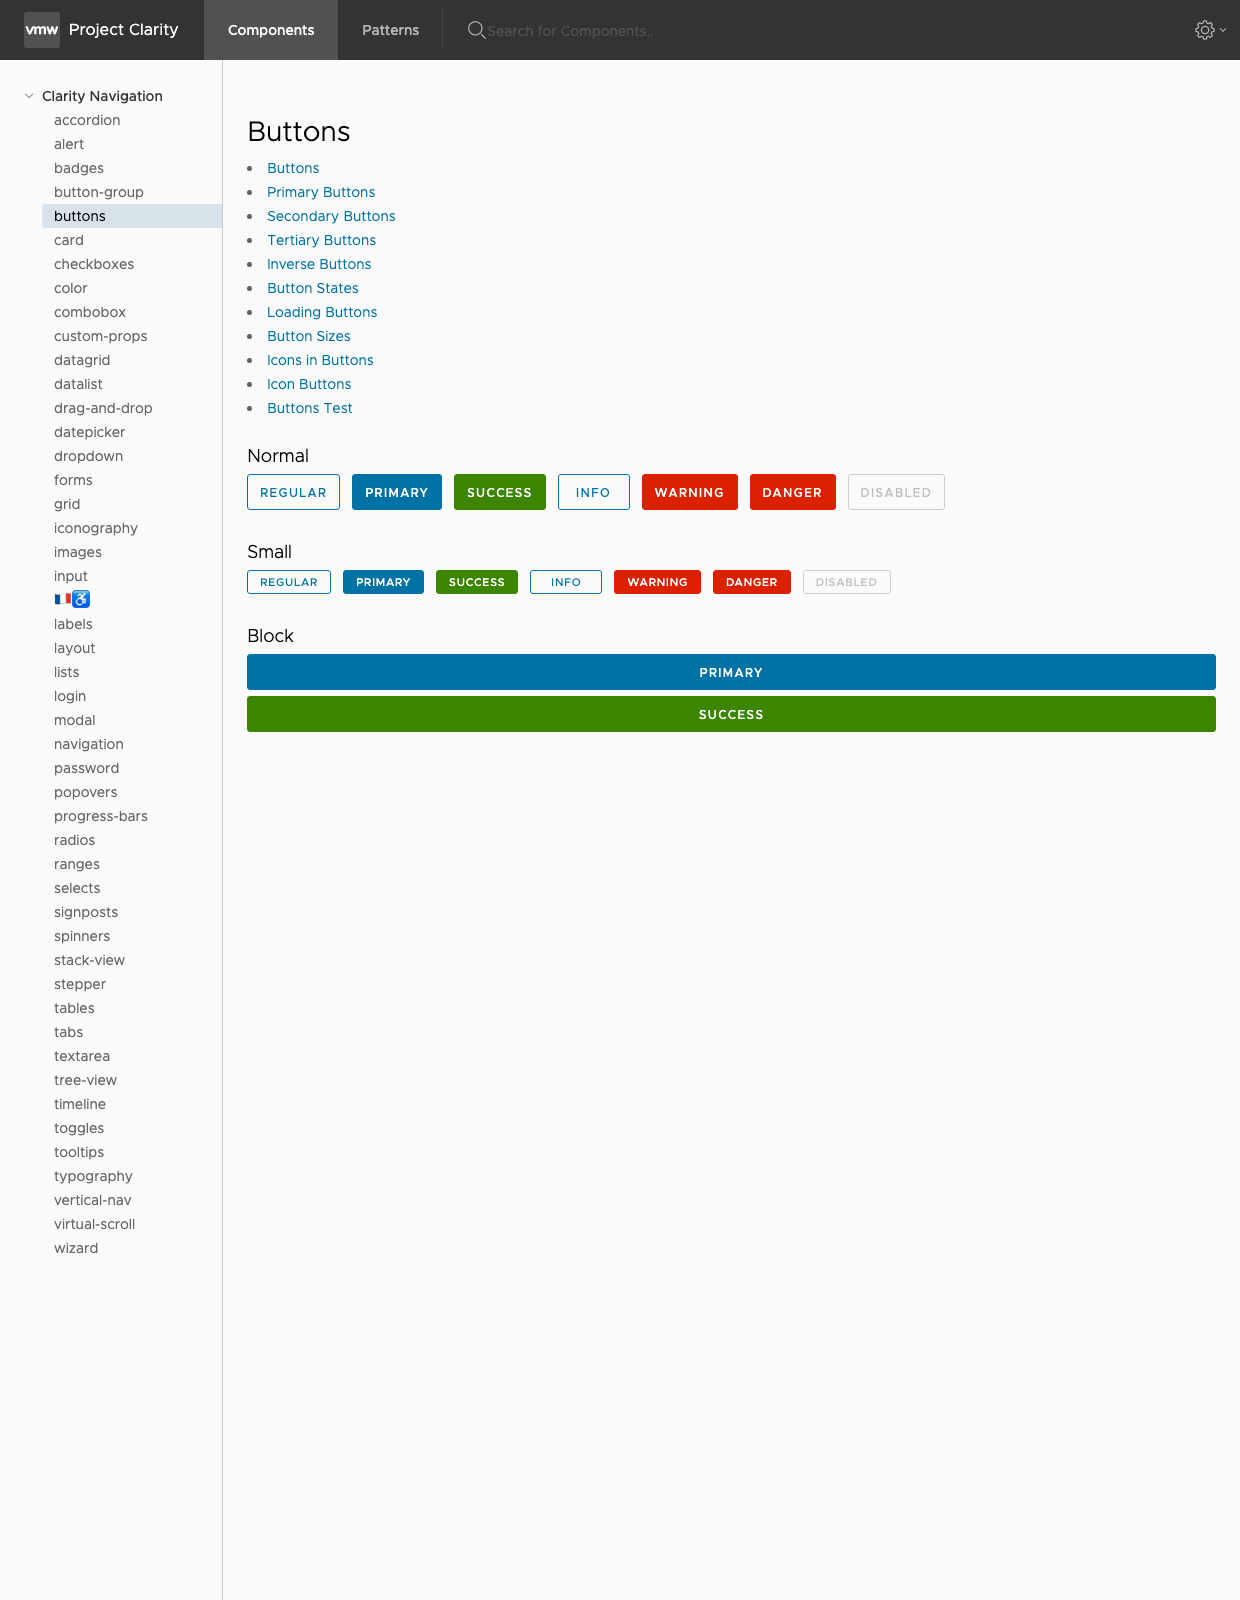 vmw Project Clarity Components Patterns Search for Components..
Clarity Navigation
accordion
alert
badges
button-group
buttons
card
checkboxes
color
combobox
custom-props
datagrid
datalist
drag-and-drop
datepicker
dropdown
forms
grid
iconography
images
input
🇫🇷♿
labels
layout
lists
login
modal
navigation
password
popovers
progress-bars
radios
ranges
selects
signposts
spinners
stack-view
stepper
tables
tabs
textarea
tree-view
timeline
toggles
tooltips
typography
vertical-nav
virtual-scroll
wizard
Buttons
Buttons
Primary Buttons
Secondary Buttons
Tertiary Buttons
Inverse Buttons
Button States
Loading Buttons
Button Sizes
Icons in Buttons
Icon Buttons
Buttons Test
Normal
REGULAR PRIMARY SUCCESS INFO WARNING DANGER DISABLED
Small
REGULAR PRIMARY SUCCESS INFO WARNING DANGER DISABLED
Block
PRIMARY
SUCCESS